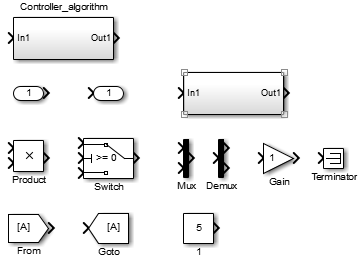 Controller_algorithm
In1 Out1
1 1
In1 Out1
× >= 0 1
Product Switch Mux Demux Gain Terminator
[A] [A] 5
From Goto 1